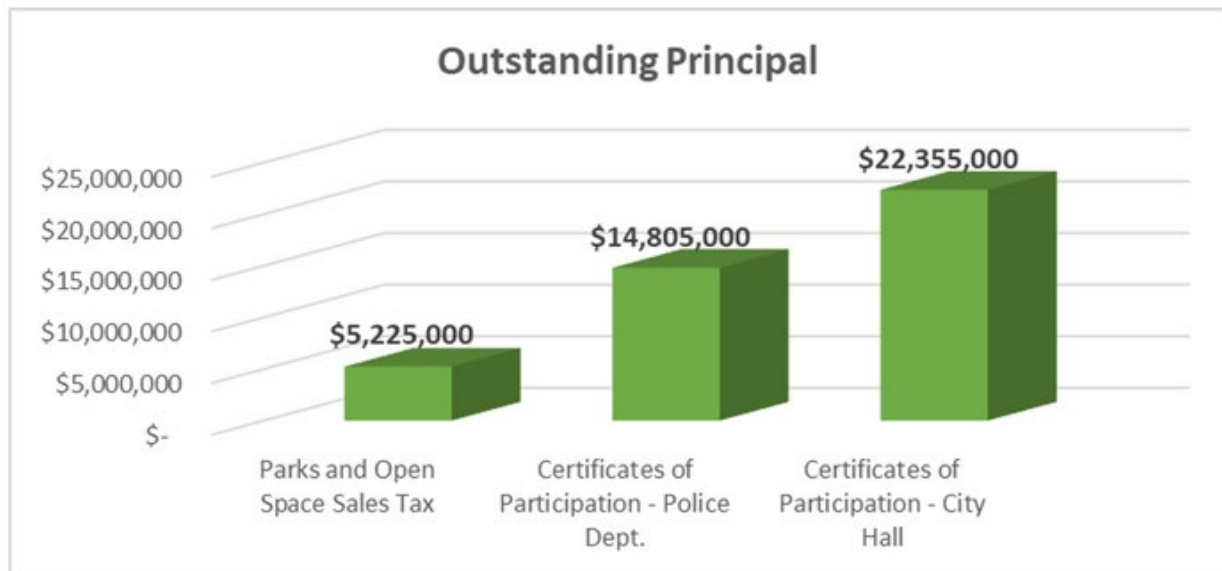 Outstanding Principal
$25,000,000
$20,000,000
$15,000,000
$10,000,000
$5,000,000
$-
$5,225,000
$14,805,000
$22,355,000
Parks and Open
Space Sales Tax
Certificates of
Participation - Police
Dept.
Certificates of
Participation - City
Hall